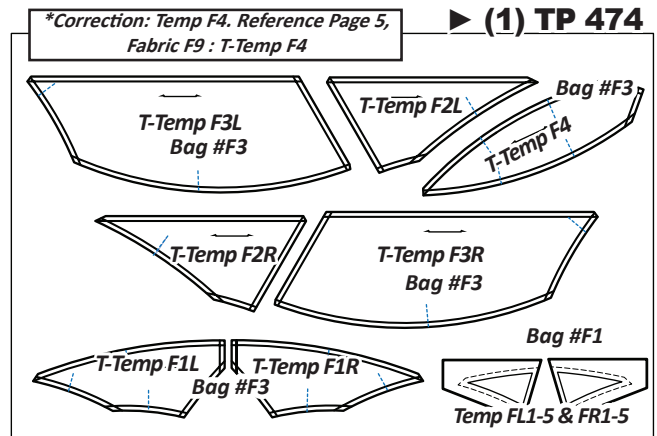 *Correction: Temp F4. Reference Page 5,
Fabric F9 : T-Temp F4
► (1) TP 474
T-Temp F3L
Bag #F3
T-Temp F2L
Bag #F3
T-Temp F4
T-Temp F2R
T-Temp F3R
Bag #F3
T-Temp F1L
T-Temp F1R
Bag #F3
Bag #F1
Temp FL1-5 & FR1-5